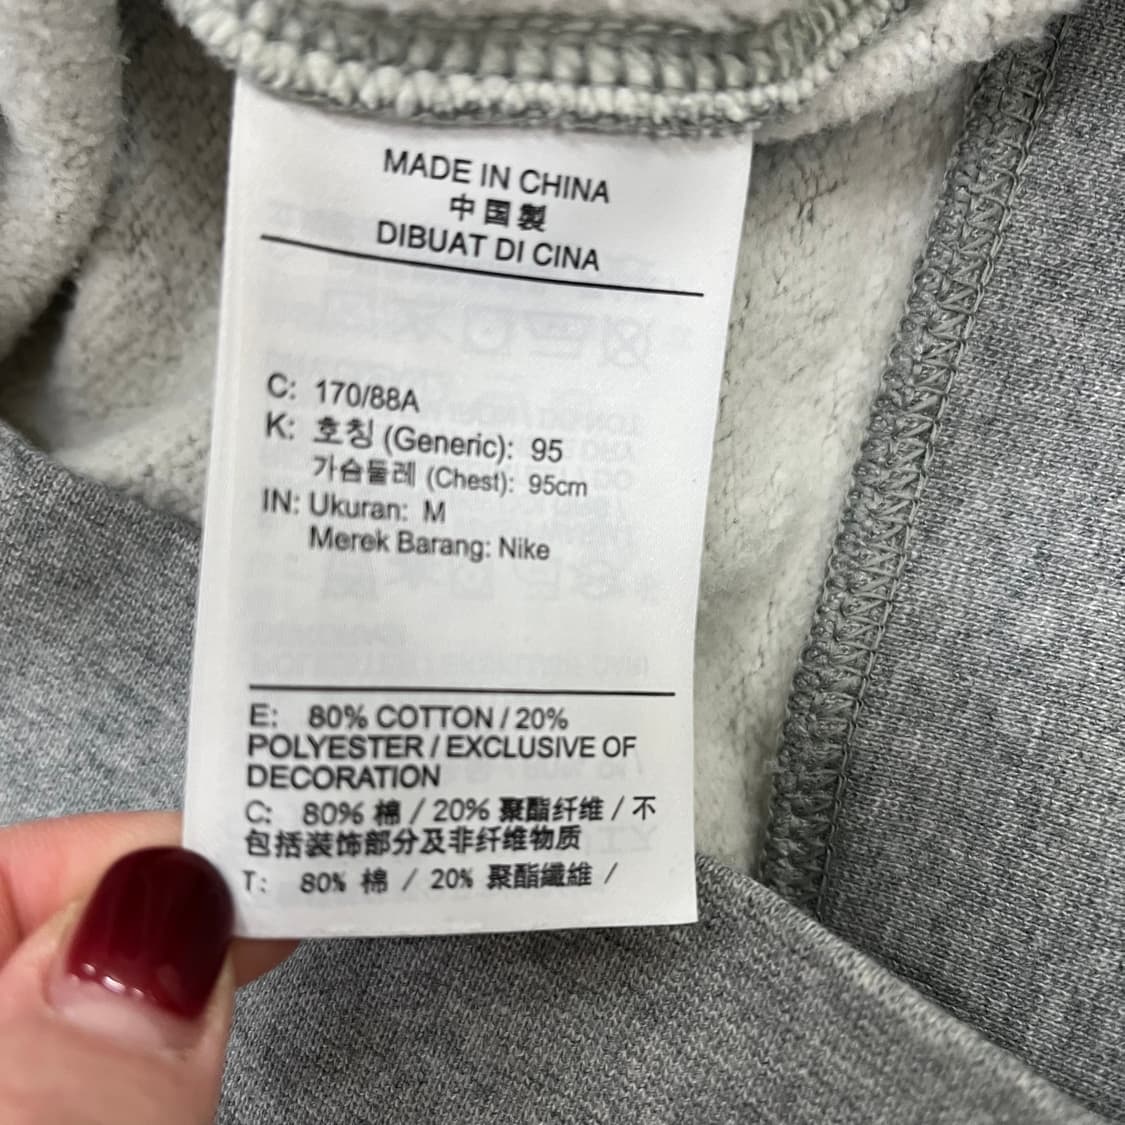 MADE IN CHINA
中国製
DIBUAT DI CINA
C: 170/88A
K: 호칭 (Generic): 95
가슴둘레 (Chest): 95cm
IN: Ukuran: M
Merek Barang: Nike
E: 80% COTTON / 20%
POLYESTER / EXCLUSIVE OF
DECORATION
C: 80% 棉 / 20% 聚酯纤维 / 不
包括装饰部分及非纤维物质
T: 80% 棉 / 20% 聚酯纖維 /